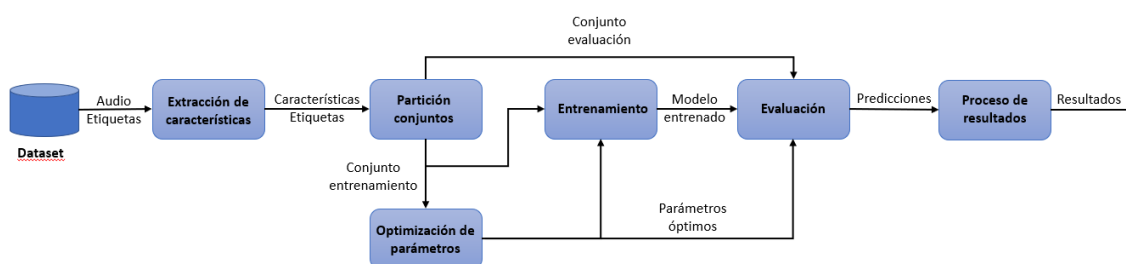 Conjunto
evaluación
Audio
Etiquetas
Extracción de
características
Características
Etiquetas
Partición
conjuntos
Entrenamiento
Modelo
entrenado
Evaluación
Predicciones
Proceso de
resultados
Resultados
Dataset
Conjunto
entrenamiento
Optimización de
parámetros
Parámetros
óptimos